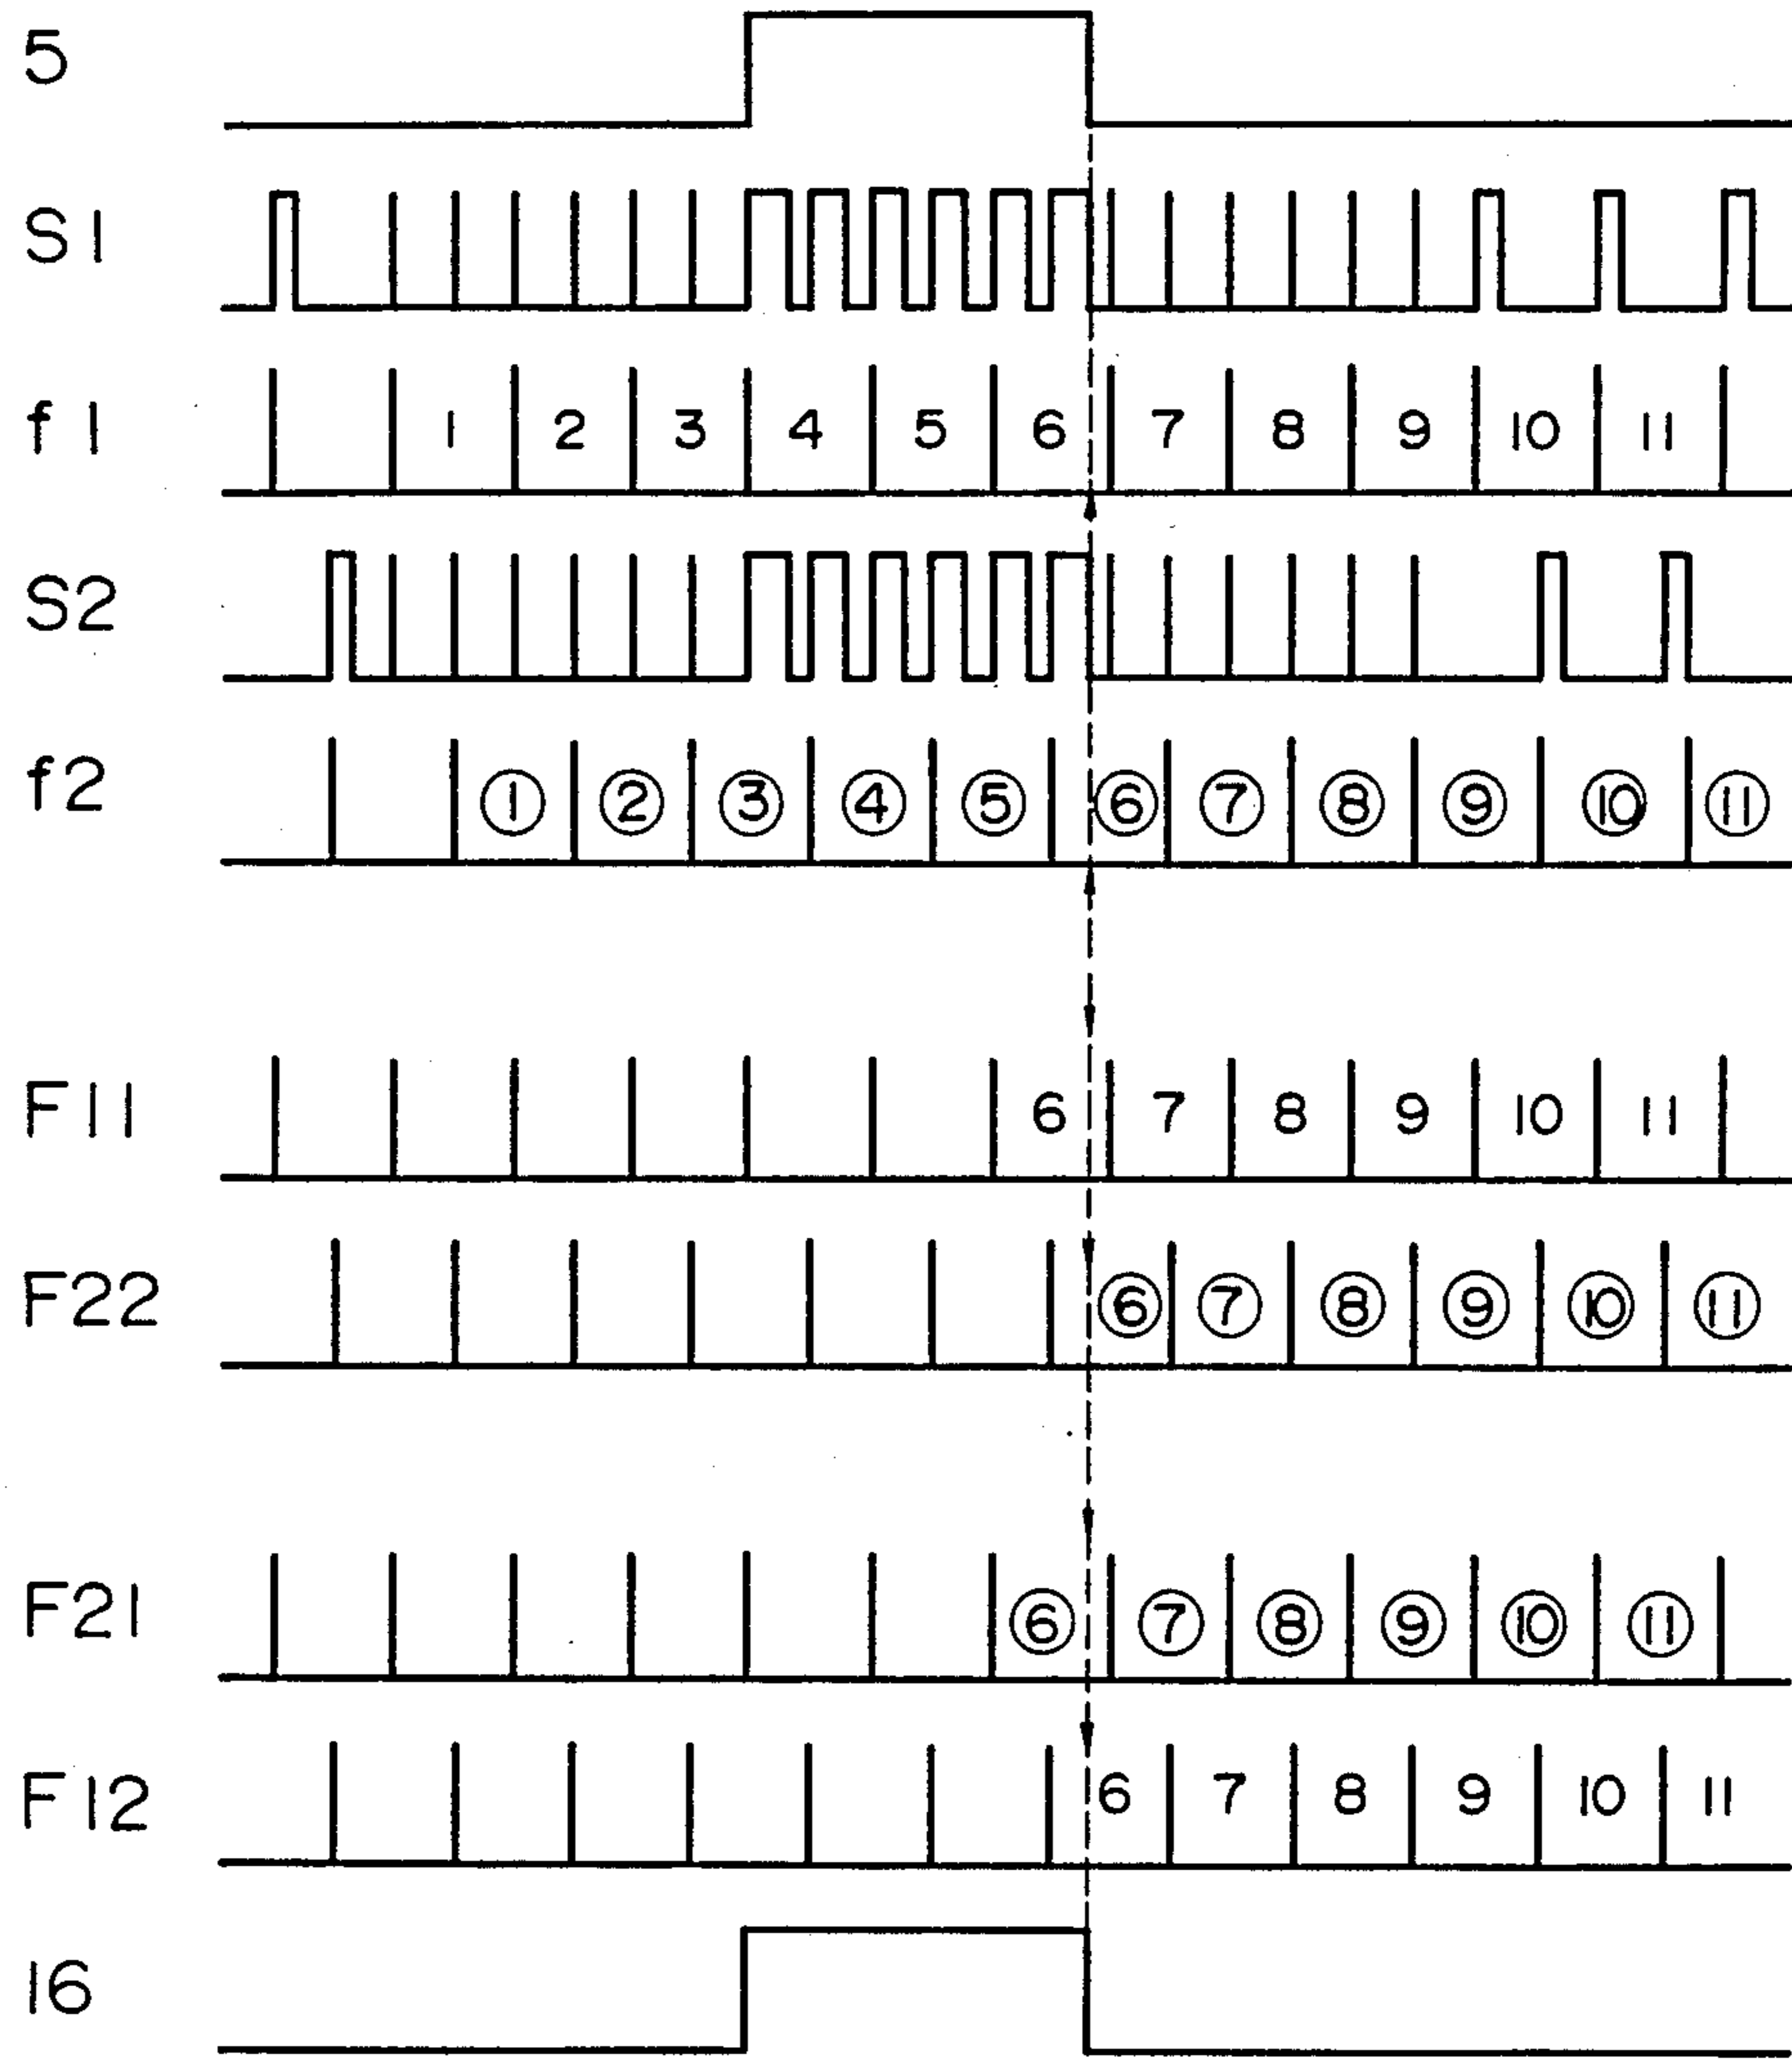 5
S1
f1 1 2 3 4 5 6 7 8 9 10 11
S2
f2 ① ② ③ ④ ⑤ ⑥ ⑦ ⑧ ⑨ ⑩ ⑪
F11 6 7 8 9 10 11
F22 ⑥ ⑦ ⑧ ⑨ ⑩ ⑪
F21 ⑥ ⑦ ⑧ ⑨ ⑩ ⑪
F12 6 7 8 9 10 11
16